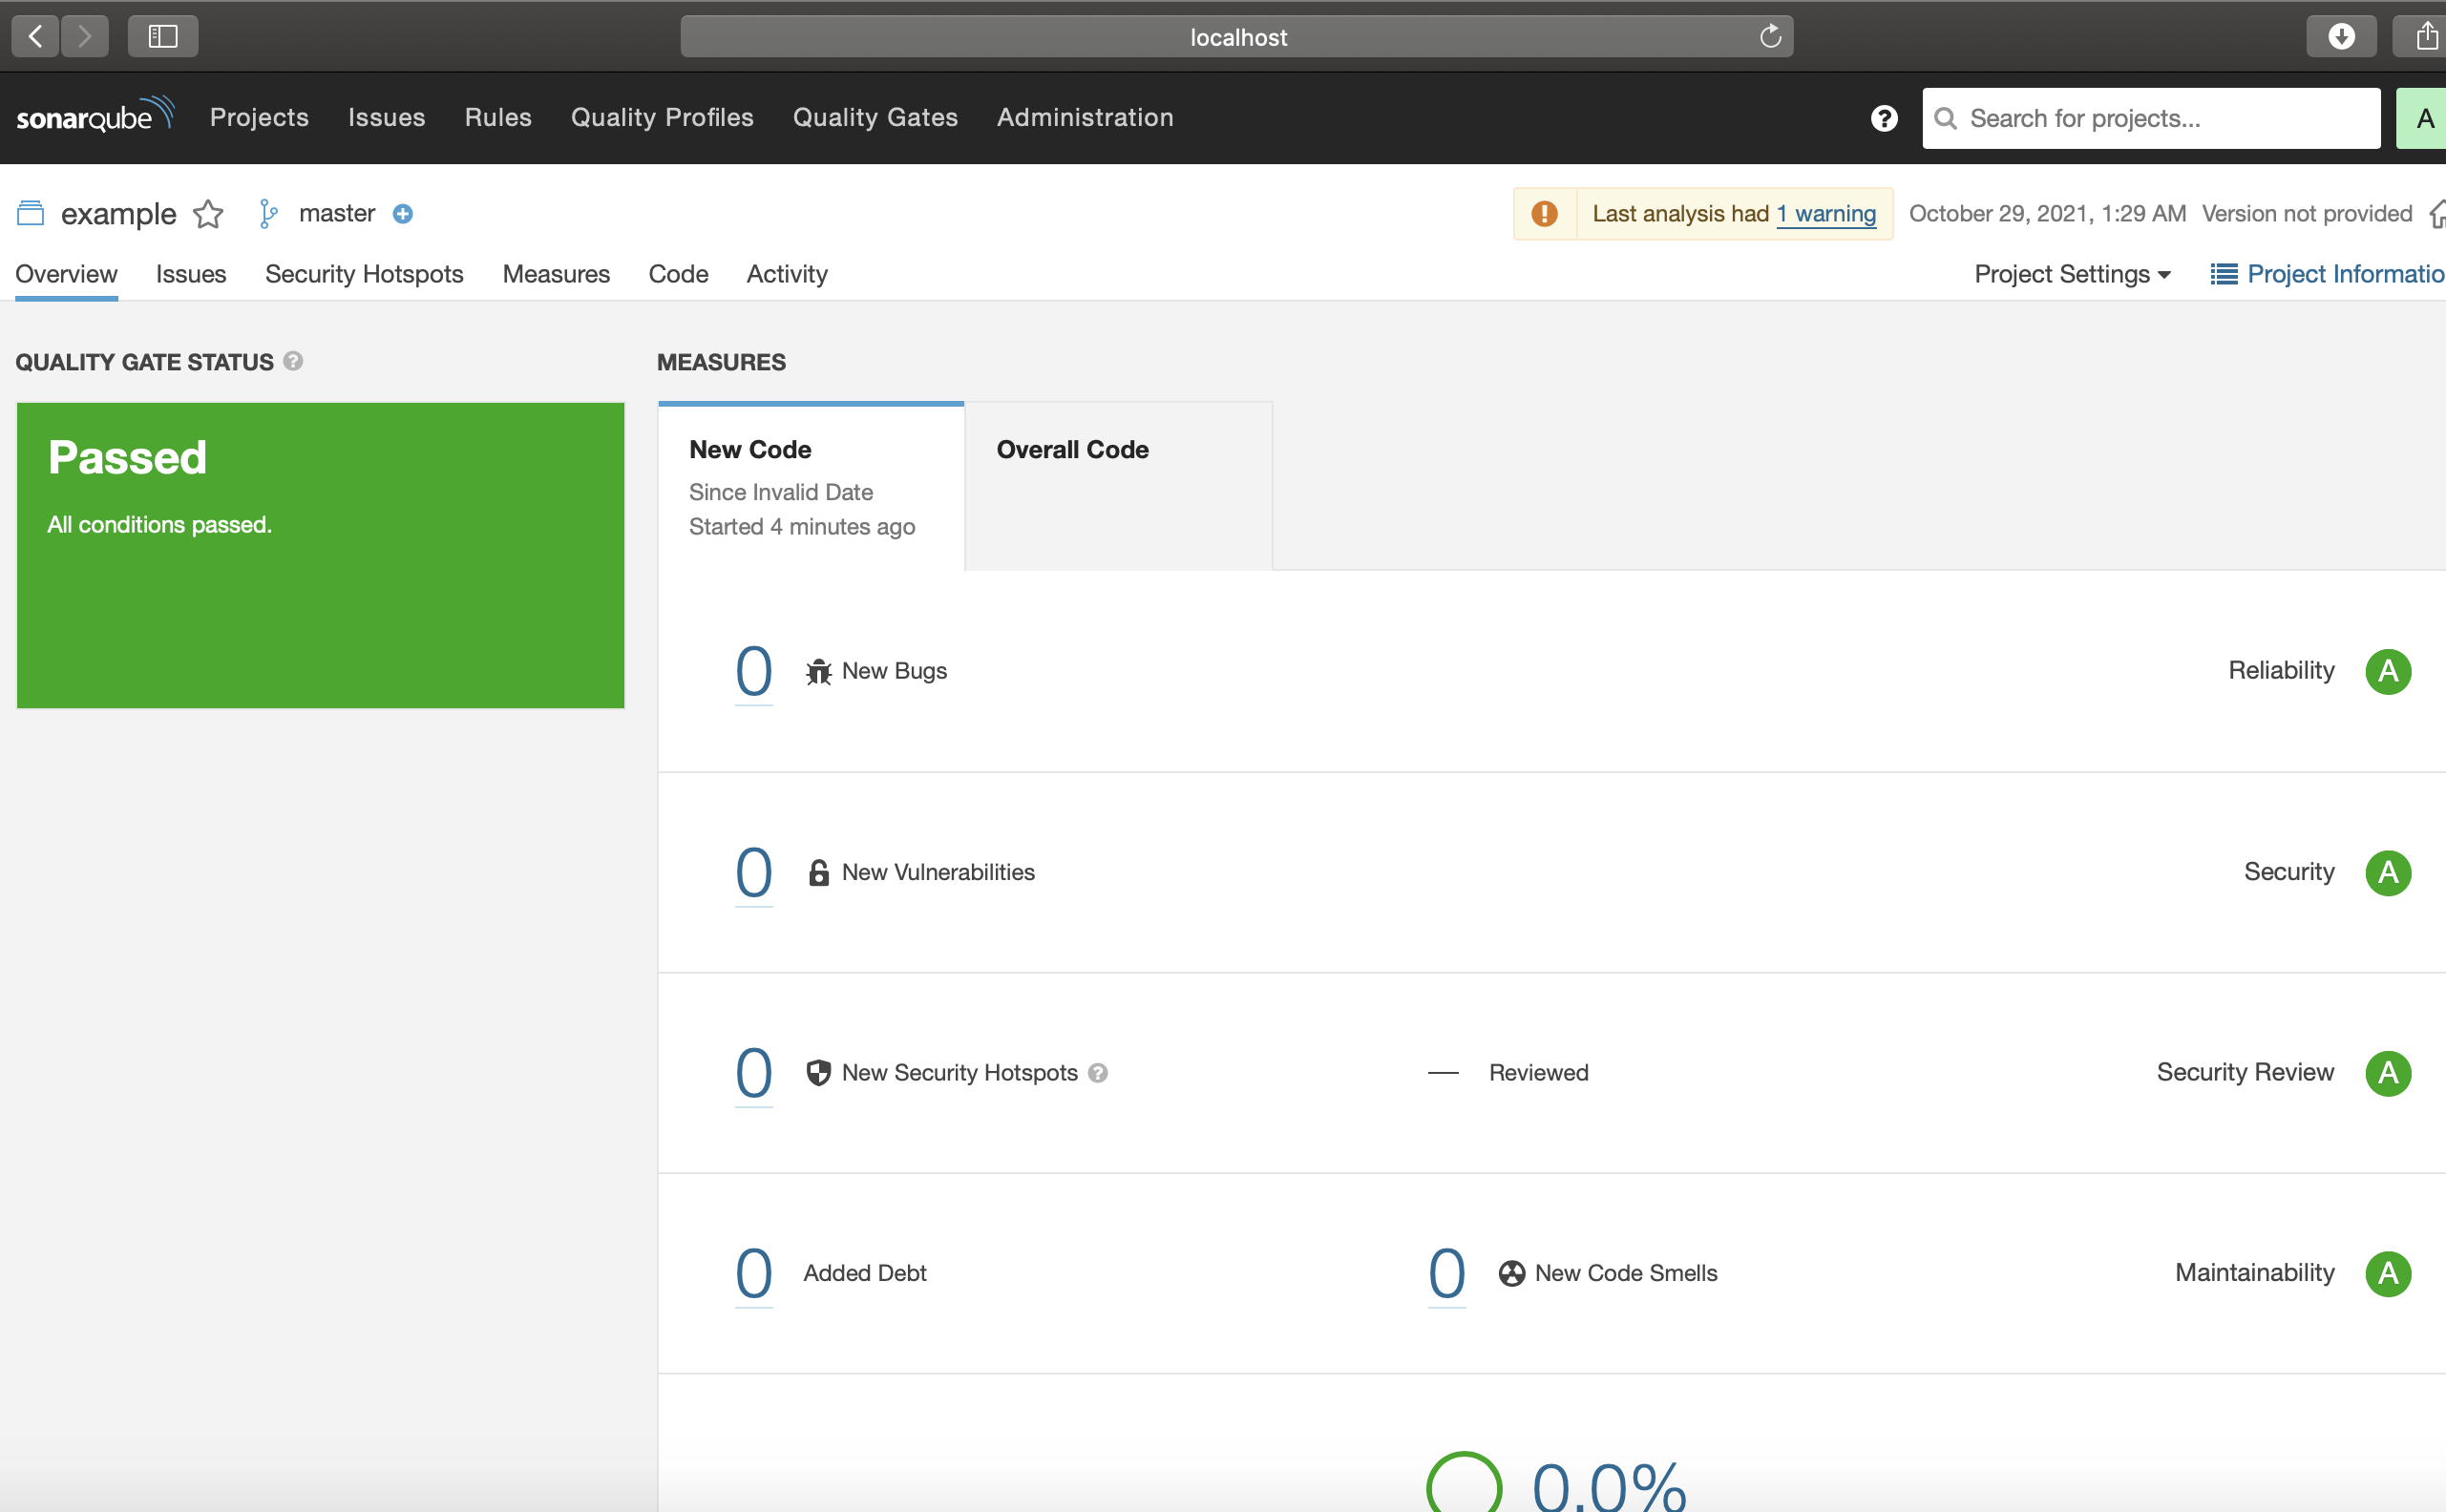 localhost
sonarqube Projects Issues Rules Quality Profiles Quality Gates Administration ? Search for projects... A
example master Last analysis had 1 warning October 29, 2021, 1:29 AM Version not provided
Overview Issues Security Hotspots Measures Code Activity Project Settings Project Informatio
QUALITY GATE STATUS ? MEASURES
Passed
All conditions passed.
New Code Overall Code
Since Invalid Date
Started 4 minutes ago
0 New Bugs Reliability A
0 New Vulnerabilities Security A
0 New Security Hotspots ? — Reviewed Security Review A
0 Added Debt 0 New Code Smells Maintainability A
0.0%